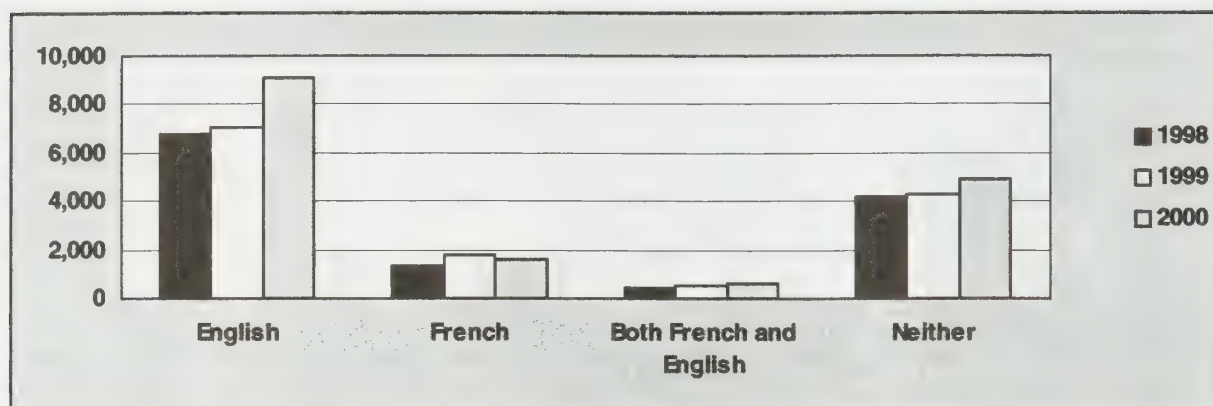 10,000
8,000
6,000
4,000
2,000
0
English
French
Both French and
English
Neither
1998
1999
2000